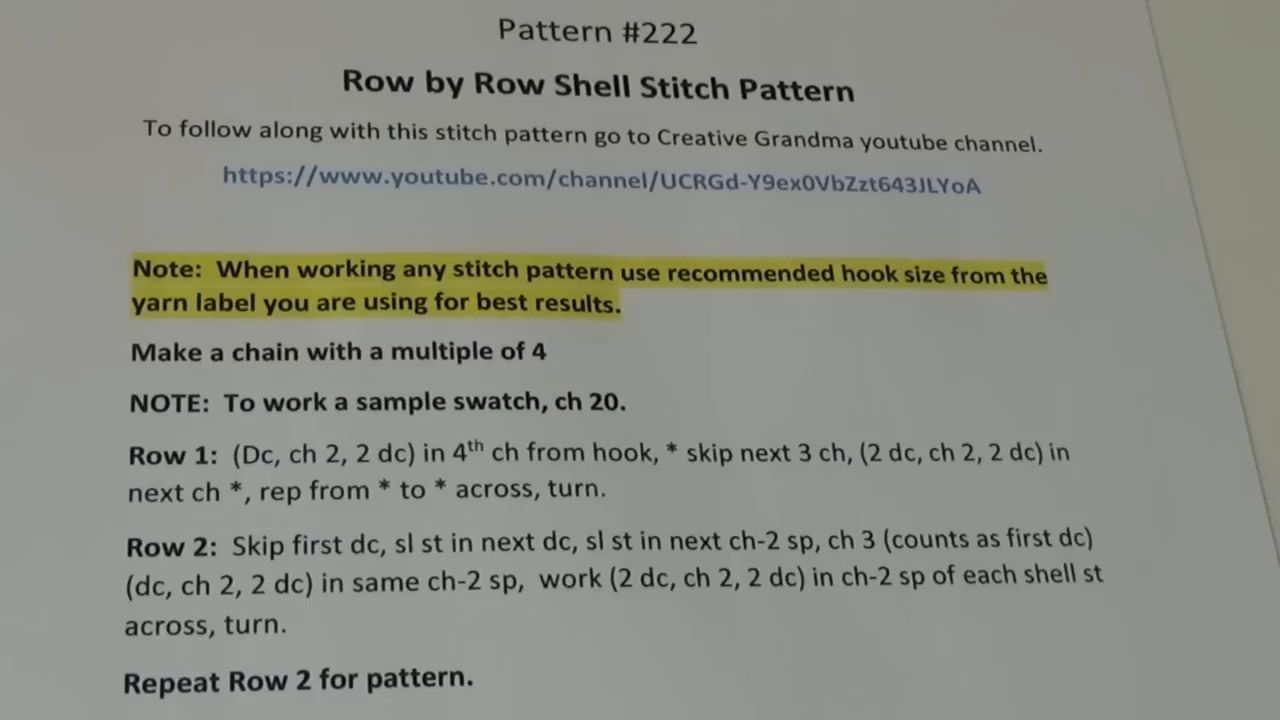 Pattern #222
Row by Row Shell Stitch Pattern
To follow along with this stitch pattern go to Creative Grandma youtube channel.
https://www.youtube.com/channel/UCRGd-Y9ex0VbZzt643JLYoA
Note:  When working any stitch pattern use recommended hook size from the
yarn label you are using for best results.
Make a chain with a multiple of 4
NOTE:  To work a sample swatch, ch 20.
Row 1:  (Dc, ch 2, 2 dc) in 4th ch from hook, * skip next 3 ch, (2 dc, ch 2, 2 dc) in
next ch *, rep from * to * across, turn.
Row 2:  Skip first dc, sl st in next dc, sl st in next ch-2 sp, ch 3 (counts as first dc)
(dc, ch 2, 2 dc) in same ch-2 sp,  work (2 dc, ch 2, 2 dc) in ch-2 sp of each shell st
across, turn.
Repeat Row 2 for pattern.